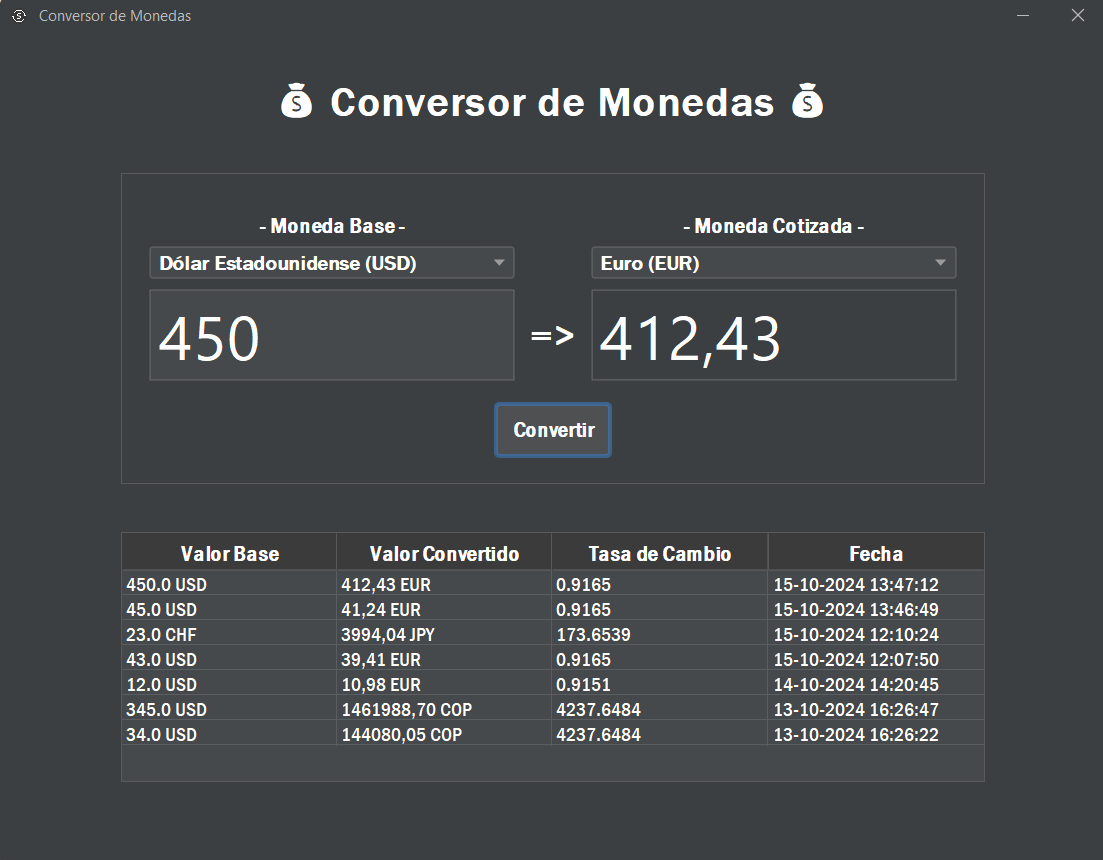 Conversor de Monedas
Conversor de Monedas
- Moneda Base - - Moneda Cotizada -
Dólar Estadounidense (USD) Euro (EUR)
450 => 412,43
Convertir
Valor Base Valor Convertido Tasa de Cambio Fecha
450.0 USD 412,43 EUR 0.9165 15-10-2024 13:47:12
45.0 USD 41,24 EUR 0.9165 15-10-2024 13:46:49
23.0 CHF 3994,04 JPY 173.6539 15-10-2024 12:10:24
43.0 USD 39,41 EUR 0.9165 15-10-2024 12:07:50
12.0 USD 10,98 EUR 0.9151 14-10-2024 14:20:45
345.0 USD 1461988,70 COP 4237.6484 13-10-2024 16:26:47
34.0 USD 144080,05 COP 4237.6484 13-10-2024 16:26:22